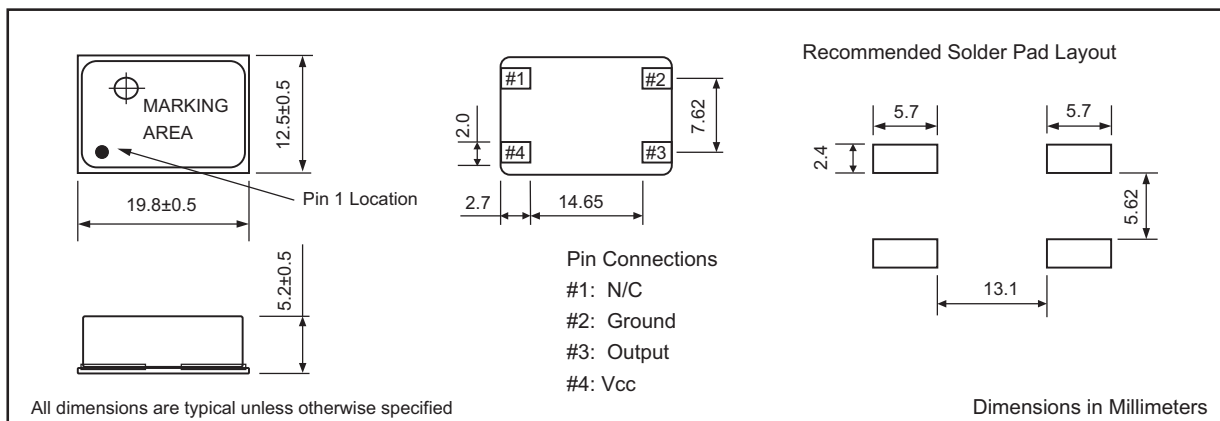 MARKING
AREA
12.5±0.5
Pin 1 Location
19.8±0.5
5.2±0.5
All dimensions are typical unless otherwise specified
#1
#2
#4
#3
2.0
7.62
2.7
14.65
Pin Connections
#1: N/C
#2: Ground
#3: Output
#4: Vcc
Recommended Solder Pad Layout
5.7
5.7
2.4
5.62
13.1
Dimensions in Millimeters